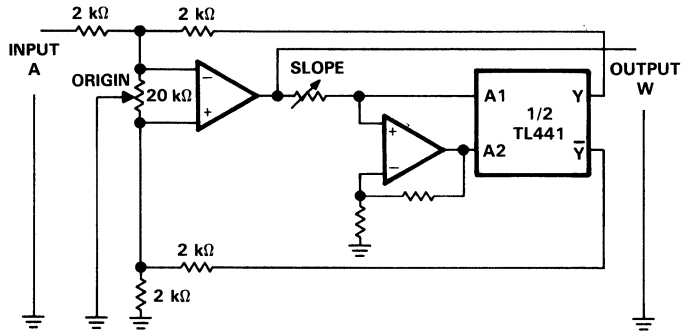 2 kΩ
2 kΩ
INPUT
A
ORIGIN
20 kΩ
−
+
SLOPE
OUTPUT
W
A1
Y
1/2
TL441
A2
Y̅
+
−
2 kΩ
2 kΩ